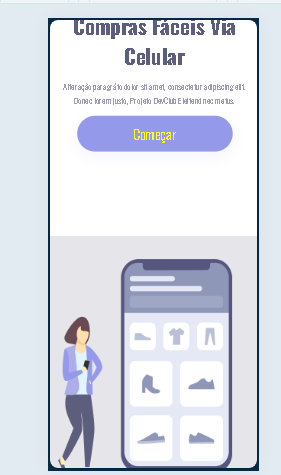 Compras Fáceis Via
Celular
Alteração paragráfo dolor sit amet, consectetur adipiscing elit.
Donec lorem justo, Projeto DevClub Eleifend nec metus.
Começar